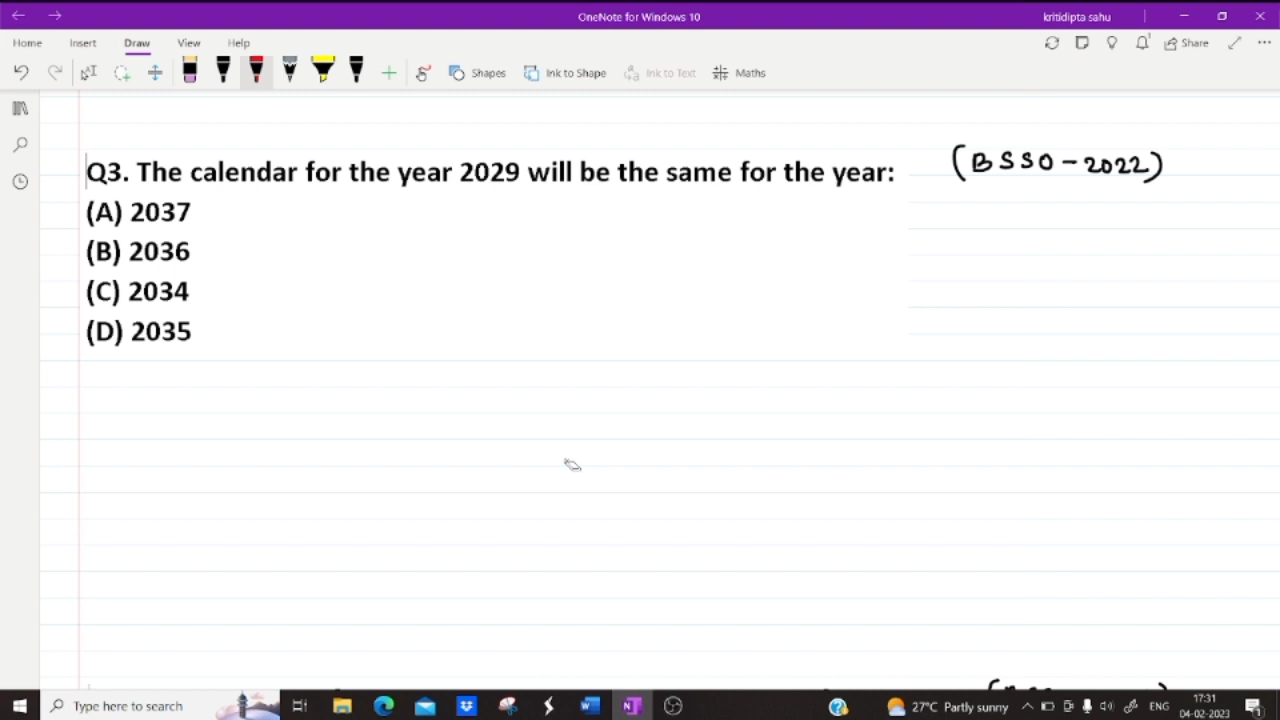 OneNote for Windows 10
kritidipta sahu
Home Insert Draw View Help
Share
Shapes Ink to Shape Ink to Text Maths
Q3. The calendar for the year 2029 will be the same for the year:
(BSSO-2022)
(A) 2037
(B) 2036
(C) 2034
(D) 2035
Type here to search
27°C Partly sunny
ENG
17:31
04-02-2023